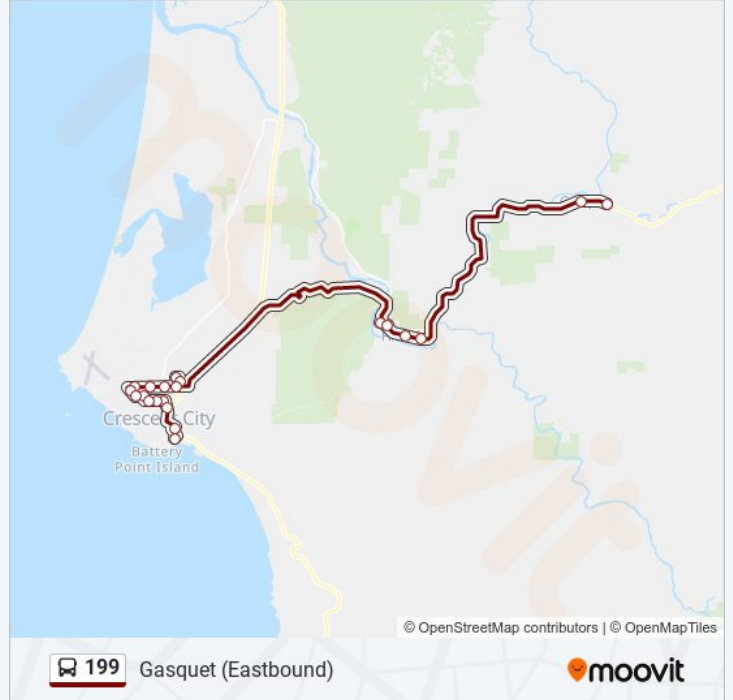 Crescent City
Battery
Point Island
© OpenStreetMap contributors | © OpenMapTiles
199 Gasquet (Eastbound)
moovit